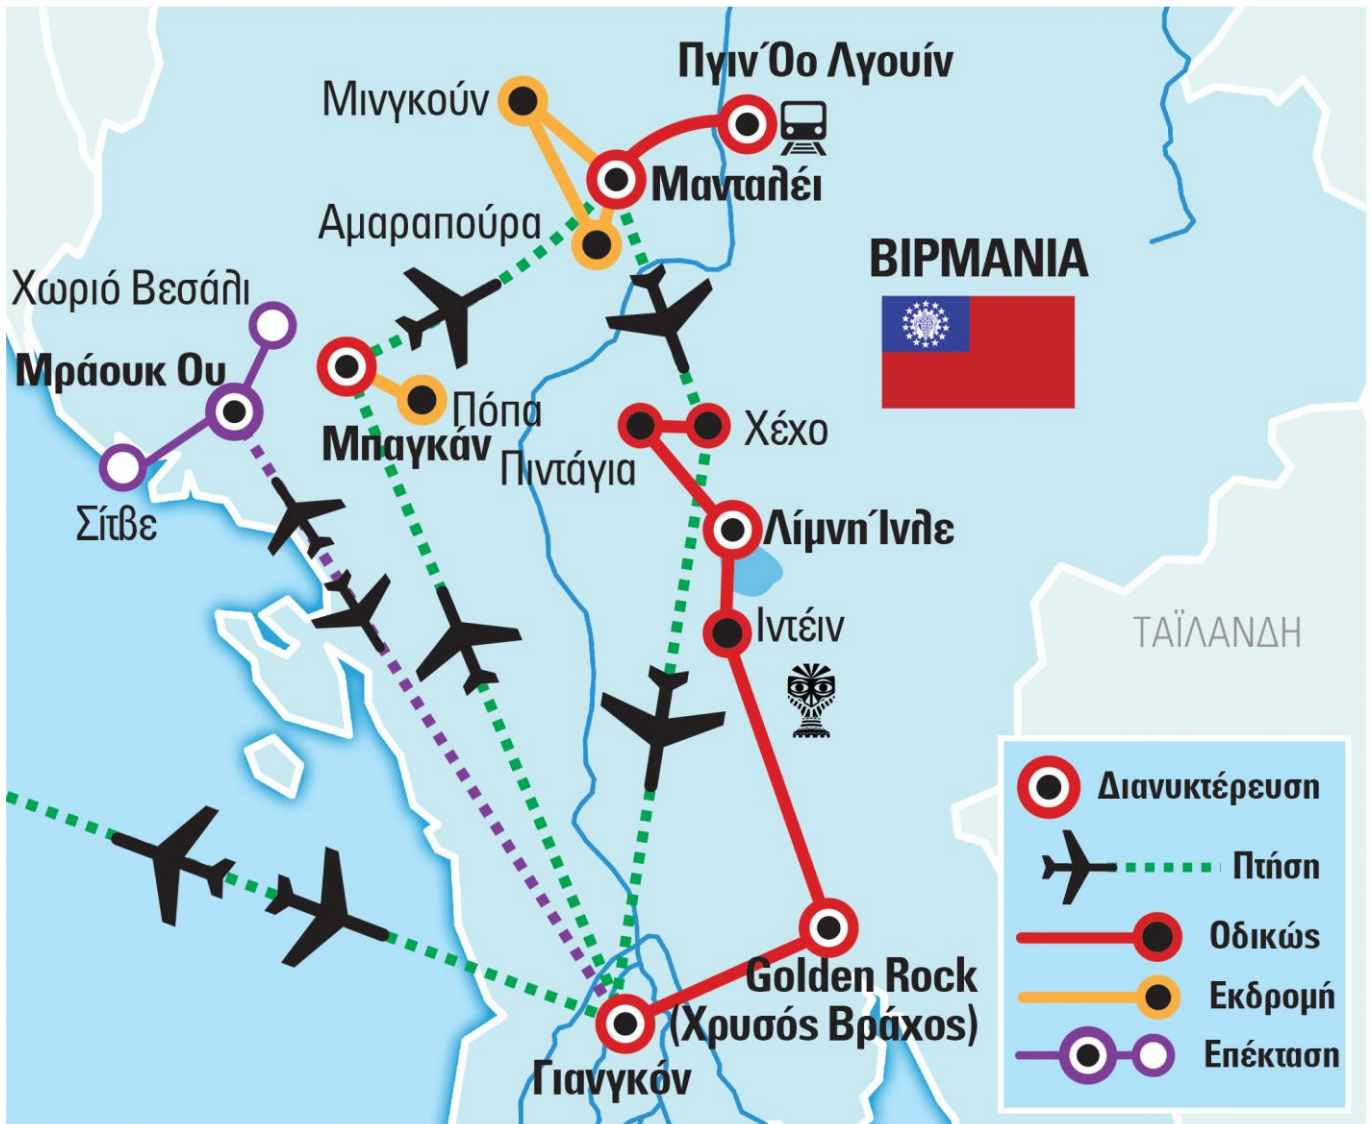 Πγιν Όο Λγουίν
Μινγκούν
Μανταλέι
Αμαραπούρα
ΒΙΡΜΑΝΙΑ
Χωριό Βεσάλι
Μράουκ Ου
Πόπα
Μπαγκάν
Χέχο
Πιντάγια
Σίτβε
Λίμνη Ίνλε
Ιντέιν
ΤΑΪΛΑΝΔΗ
Golden Rock
(Χρυσός Βράχος)
Γιανγκόν
Διανυκτέρευση
Πτήση
Οδικώς
Εκδρομή
Επέκταση